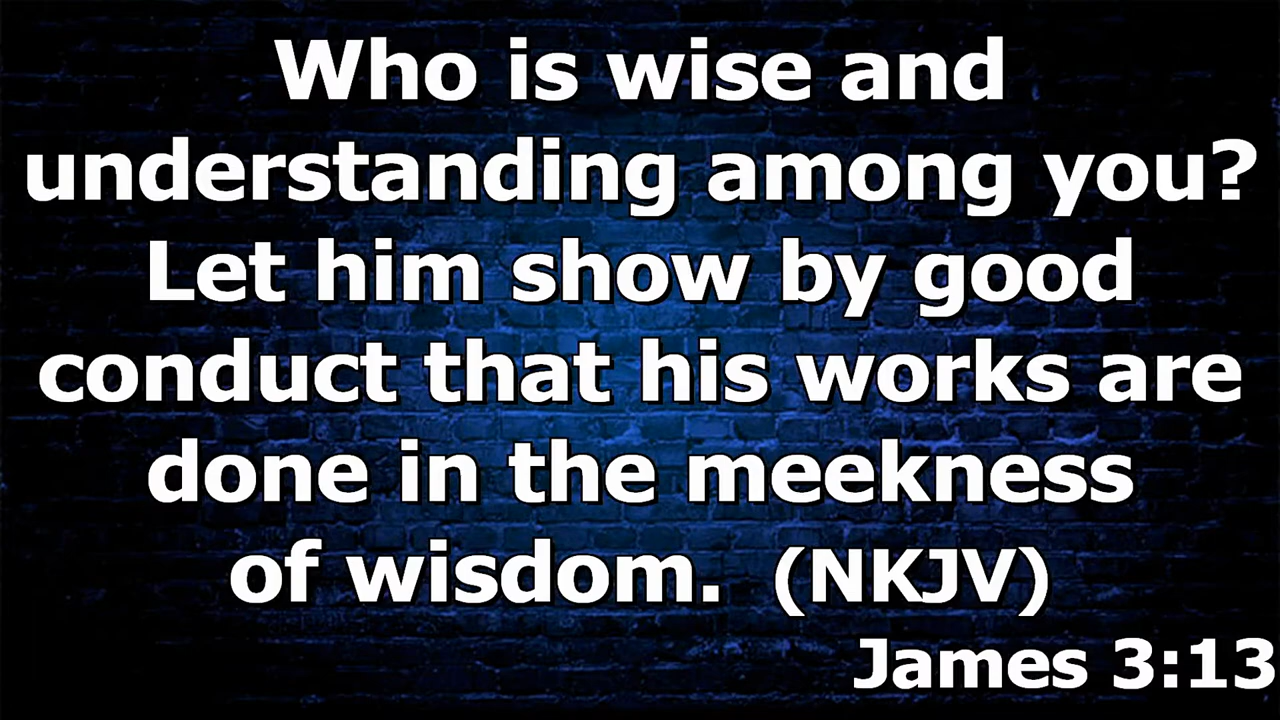 Who is wise and
understanding among you?
Let him show by good
conduct that his works are
done in the meekness
of wisdom. (NKJV)
James 3:13